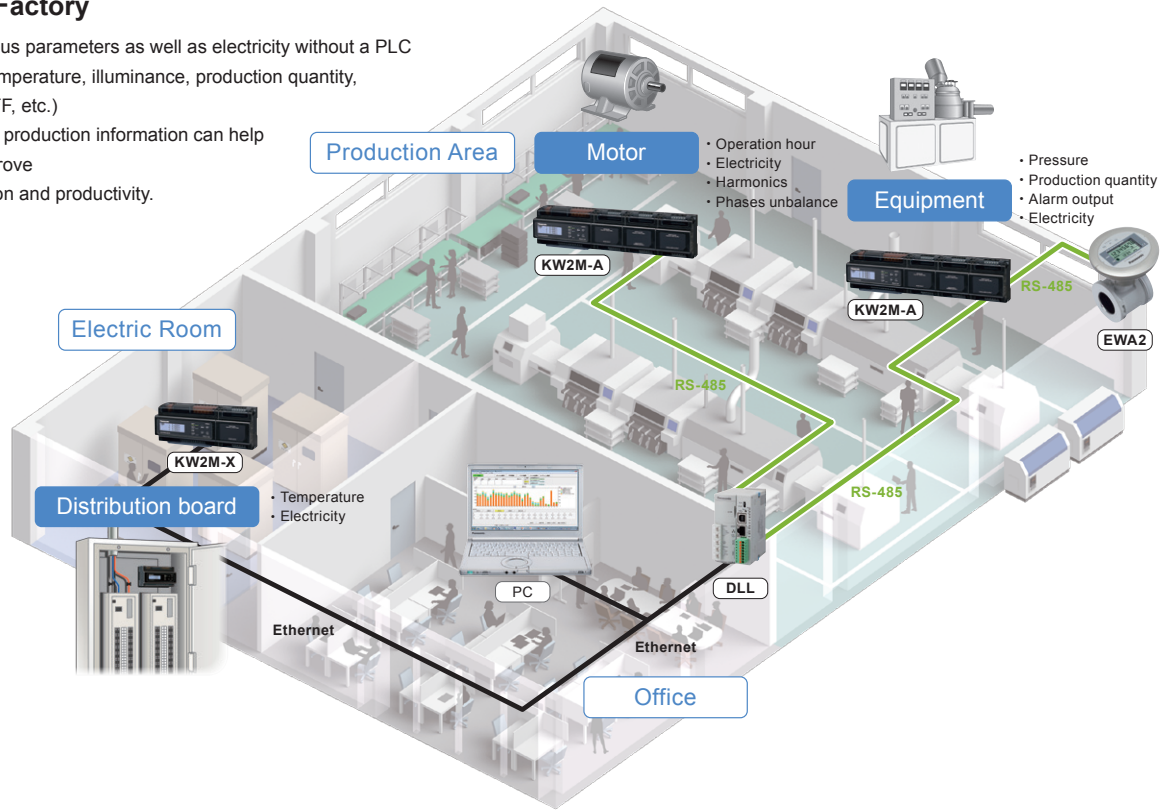 Factory
us parameters as well as electricity without a PLC
mperature, illuminance, production quantity,
F, etc.)
production information can help
rove
on and productivity.
Production Area
Motor
・Operation hour
・Electricity
・Harmonics
・Phases unbalance
Equipment
・Pressure
・Production quantity
・Alarm output
・Electricity
KW2M-A
KW2M-A
RS-485
EWA2
Electric Room
RS-485
KW2M-X
Distribution board
・Temperature
・Electricity
RS-485
PC
DLL
Ethernet
Ethernet
Office